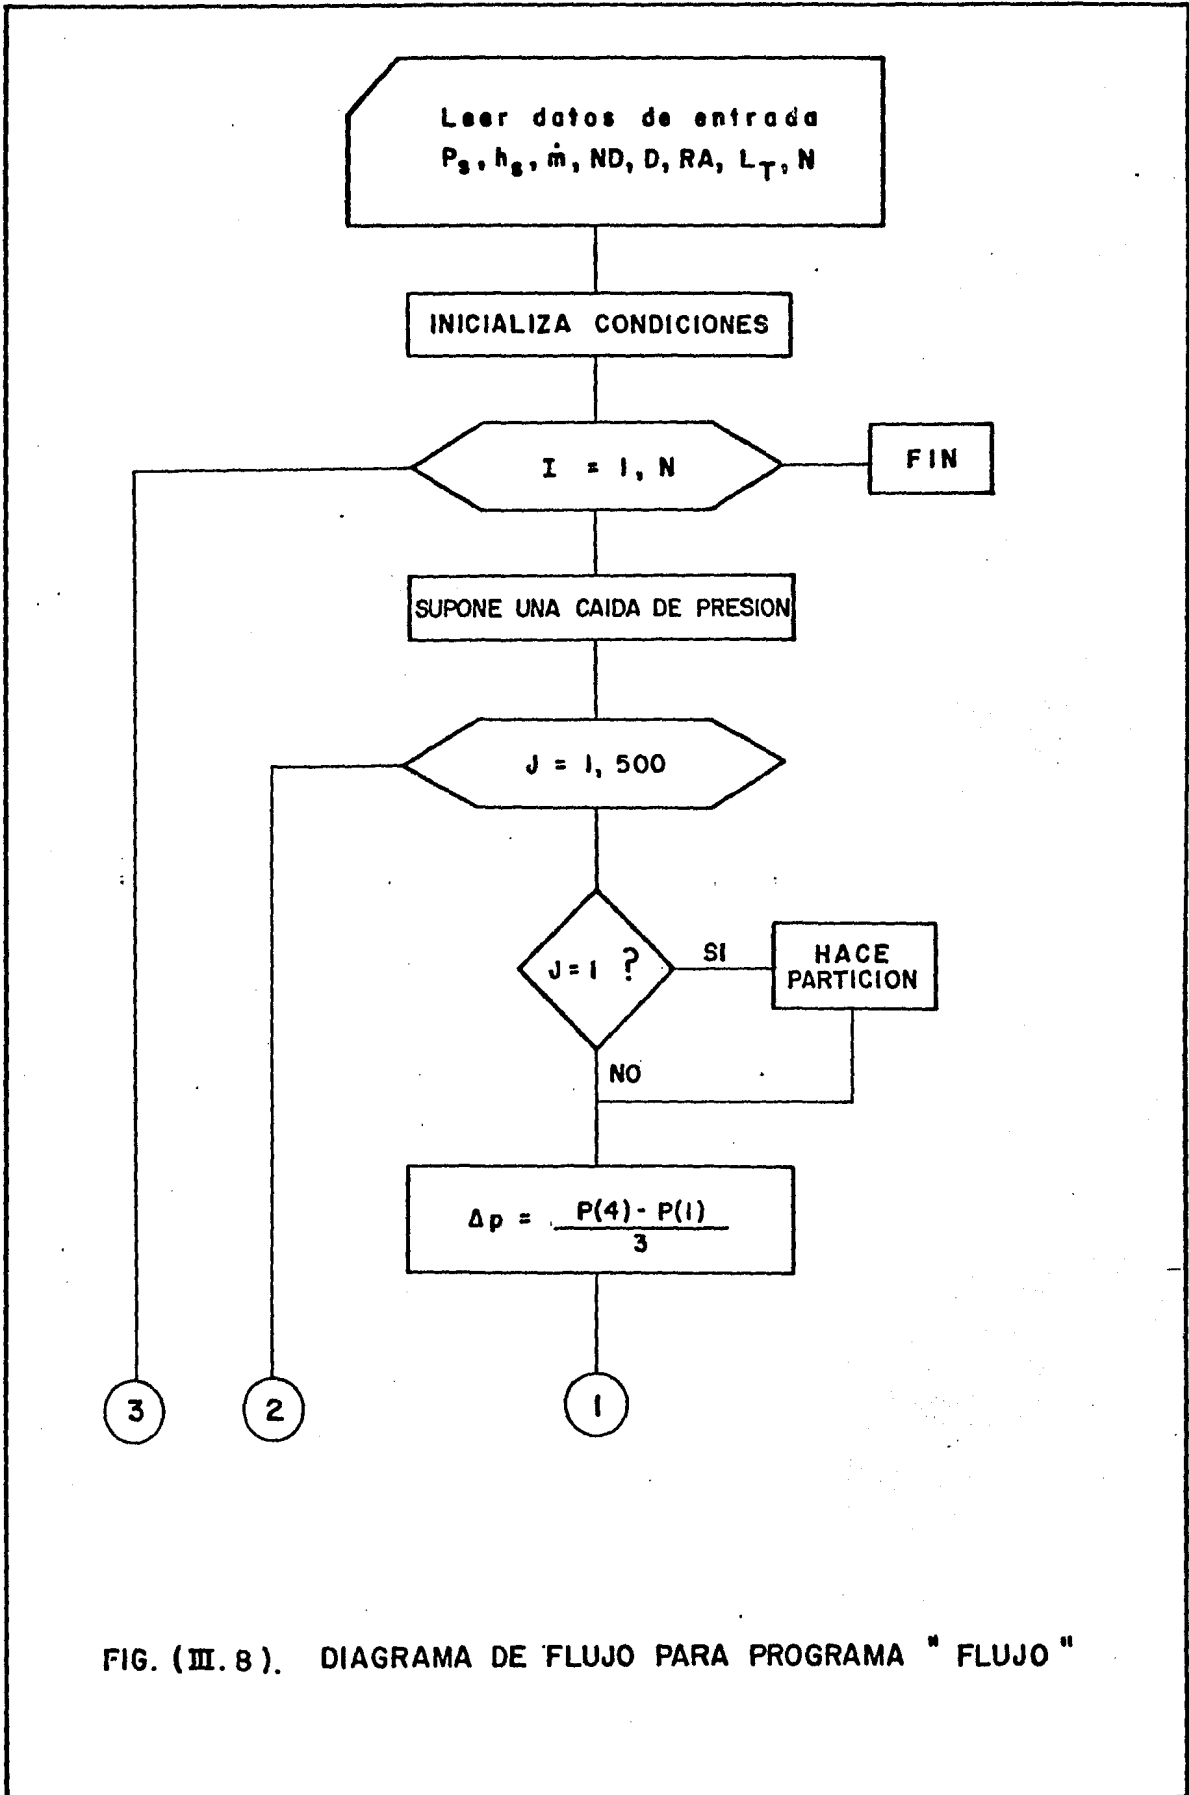 Leer datos de entrada
Ps, hs, ṁ, ND, D, RA, LT, N
INICIALIZA CONDICIONES
I = 1, N
FIN
SUPONE UNA CAIDA DE PRESION
J = 1, 500
J = 1 ?
SI
HACE
PARTICION
NO
Δp = P(4) - P(1)
3
3
2
1
FIG. (III.8). DIAGRAMA DE FLUJO PARA PROGRAMA " FLUJO "